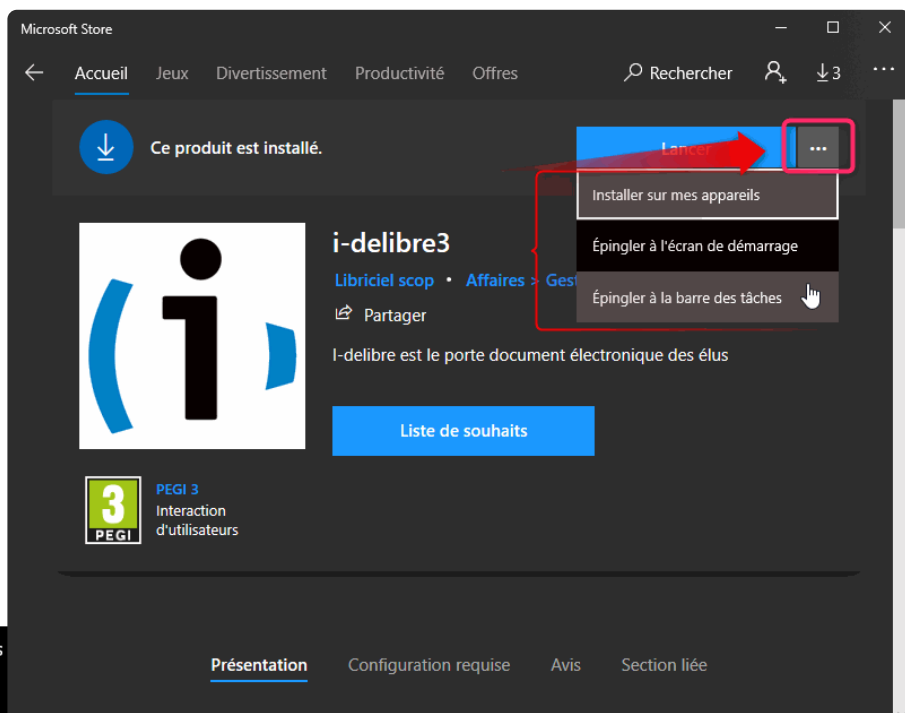 Microsoft Store
Accueil Jeux Divertissement Productivité Offres Rechercher 3
Ce produit est installé.
Lancer
Installer sur mes appareils
Épingler à l'écran de démarrage
Épingler à la barre des tâches
i-delibre3
Libriciel scop • Affaires > Gest
Partager
I-delibre est le porte document électronique des élus
Liste de souhaits
3
PEGI
PEGI 3
Interaction
d'utilisateurs
s
Présentation Configuration requise Avis Section liée